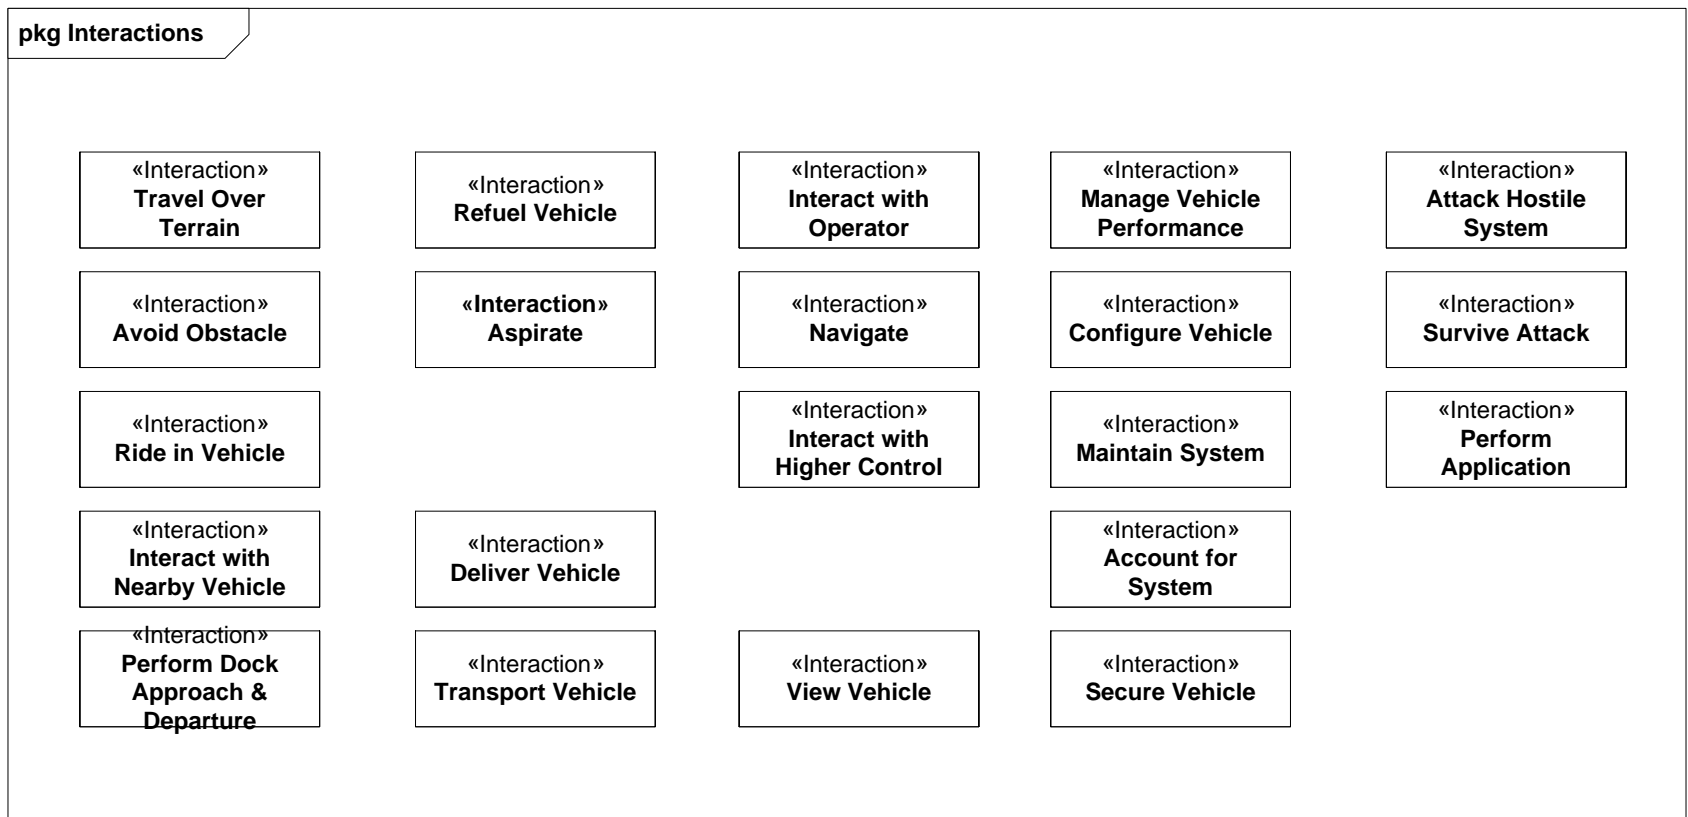 pkg Interactions
«Interaction»
Travel Over
Terrain
«Interaction»
Refuel Vehicle
«Interaction»
Interact with
Operator
«Interaction»
Manage Vehicle
Performance
«Interaction»
Attack Hostile
System
«Interaction»
Avoid Obstacle
«Interaction»
Aspirate
«Interaction»
Navigate
«Interaction»
Configure Vehicle
«Interaction»
Survive Attack
«Interaction»
Ride in Vehicle
«Interaction»
Interact with
Higher Control
«Interaction»
Maintain System
«Interaction»
Perform
Application
«Interaction»
Interact with
Nearby Vehicle
«Interaction»
Deliver Vehicle
«Interaction»
Account for
System
«Interaction»
Perform Dock
Approach &
Departure
«Interaction»
Transport Vehicle
«Interaction»
View Vehicle
«Interaction»
Secure Vehicle